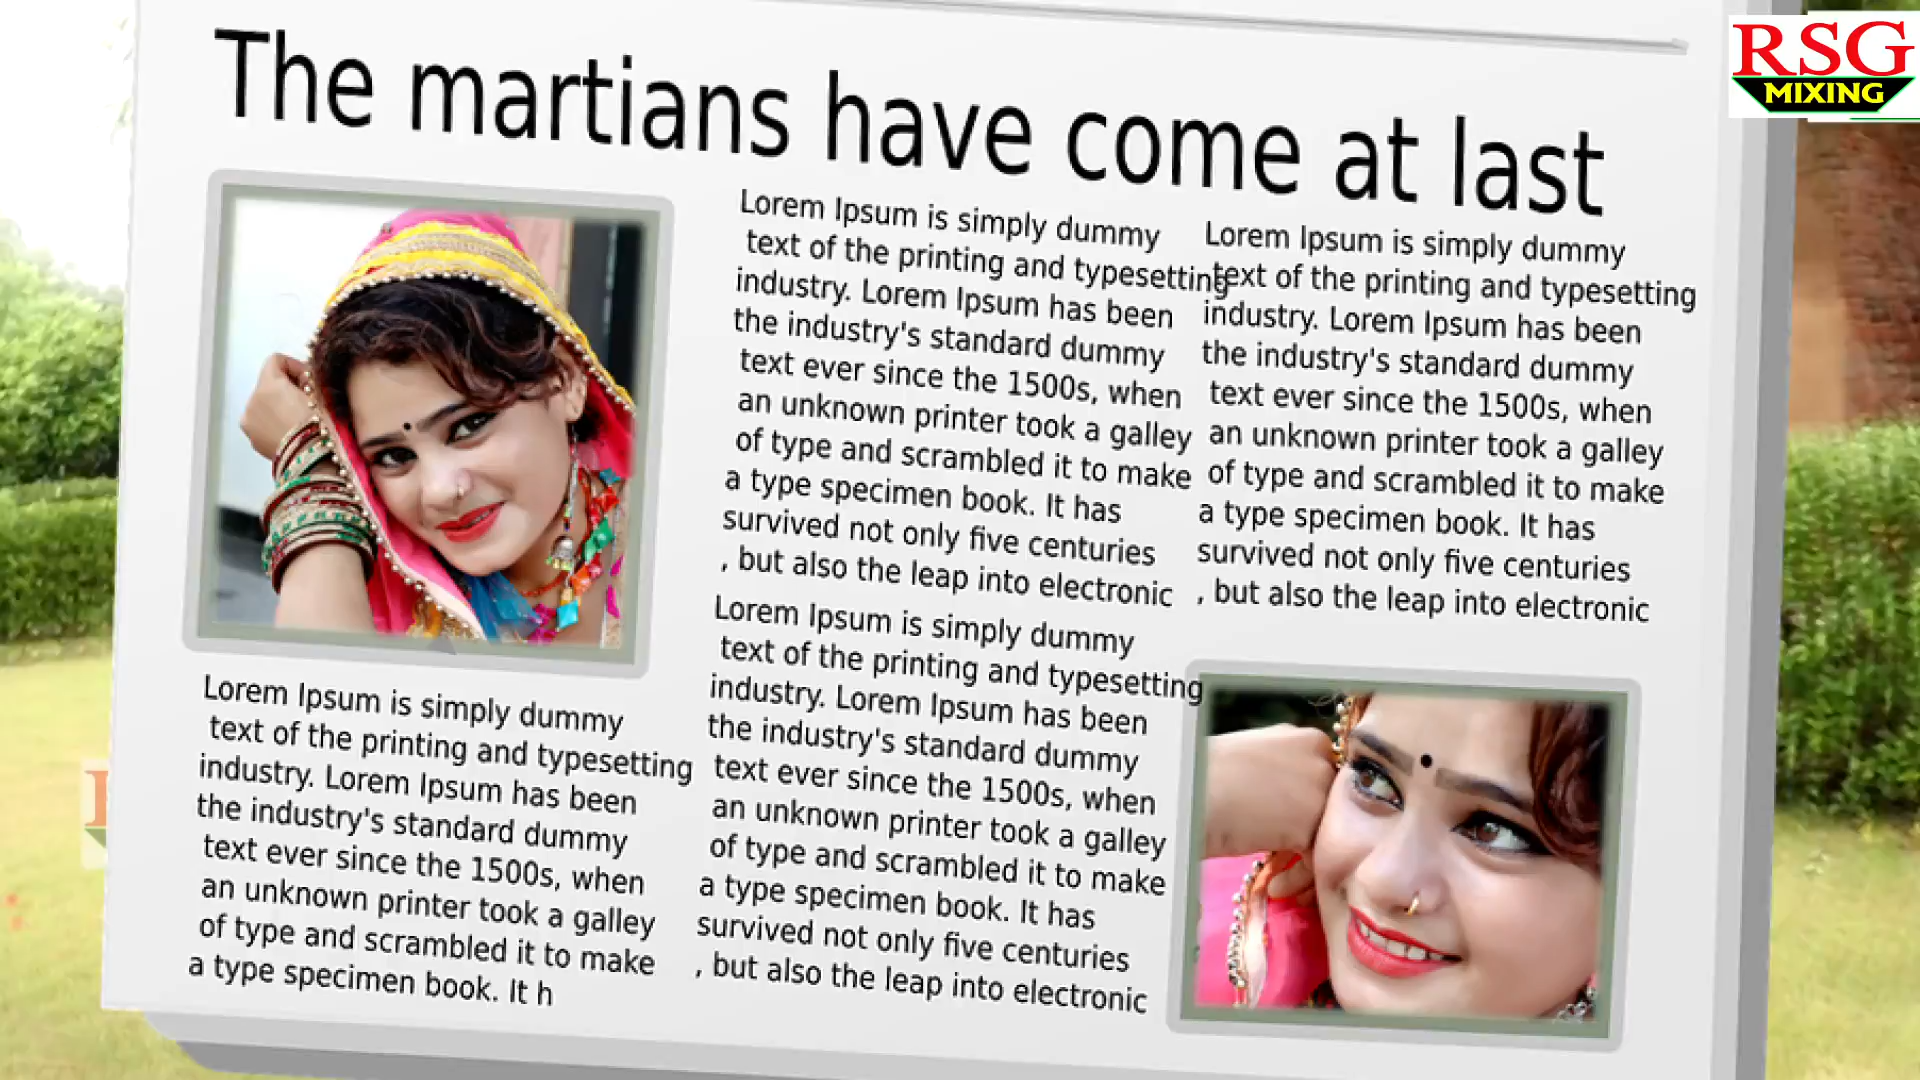 The martians have come at last
RSG
MIXING
Lorem Ipsum is simply dummy
text of the printing and typesetting
industry. Lorem Ipsum has been
the industry's standard dummy
text ever since the 1500s, when
an unknown printer took a galley
of type and scrambled it to make
a type specimen book. It h
Lorem Ipsum is simply dummy
text of the printing and typesetting
industry. Lorem Ipsum has been
the industry's standard dummy
text ever since the 1500s, when
an unknown printer took a galley
of type and scrambled it to make
a type specimen book. It has
survived not only five centuries
, but also the leap into electronic
Lorem Ipsum is simply dummy
text of the printing and typesetting
industry. Lorem Ipsum has been
the industry's standard dummy
text ever since the 1500s, when
an unknown printer took a galley
of type and scrambled it to make
a type specimen book. It has
survived not only five centuries
, but also the leap into electronic
Lorem Ipsum is simply dummy
text of the printing and typesetting
industry. Lorem Ipsum has been
the industry's standard dummy
text ever since the 1500s, when
an unknown printer took a galley
of type and scrambled it to make
a type specimen book. It has
survived not only five centuries
, but also the leap into electronic